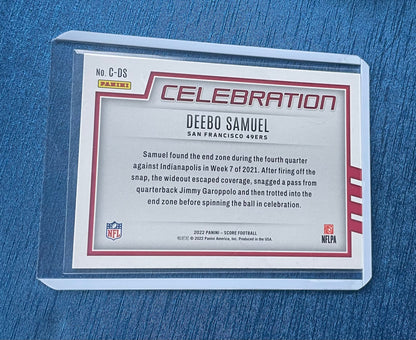 No. C-DS
PANINI
CELEBRATION
DEEBO SAMUEL
SAN FRANCISCO 49ERS
Samuel found the end zone during the fourth quarter
against Indianapolis in Week 7 of 2021. After firing off the
snap, the wideout escaped coverage, snagged a pass from
quarterback Jimmy Garoppolo and then trotted into the
end zone before spinning the ball in celebration.
NFL
2022 PANINI – SCORE FOOTBALL
© 2022 Panini America, Inc. Produced in the USA.
NFLPA